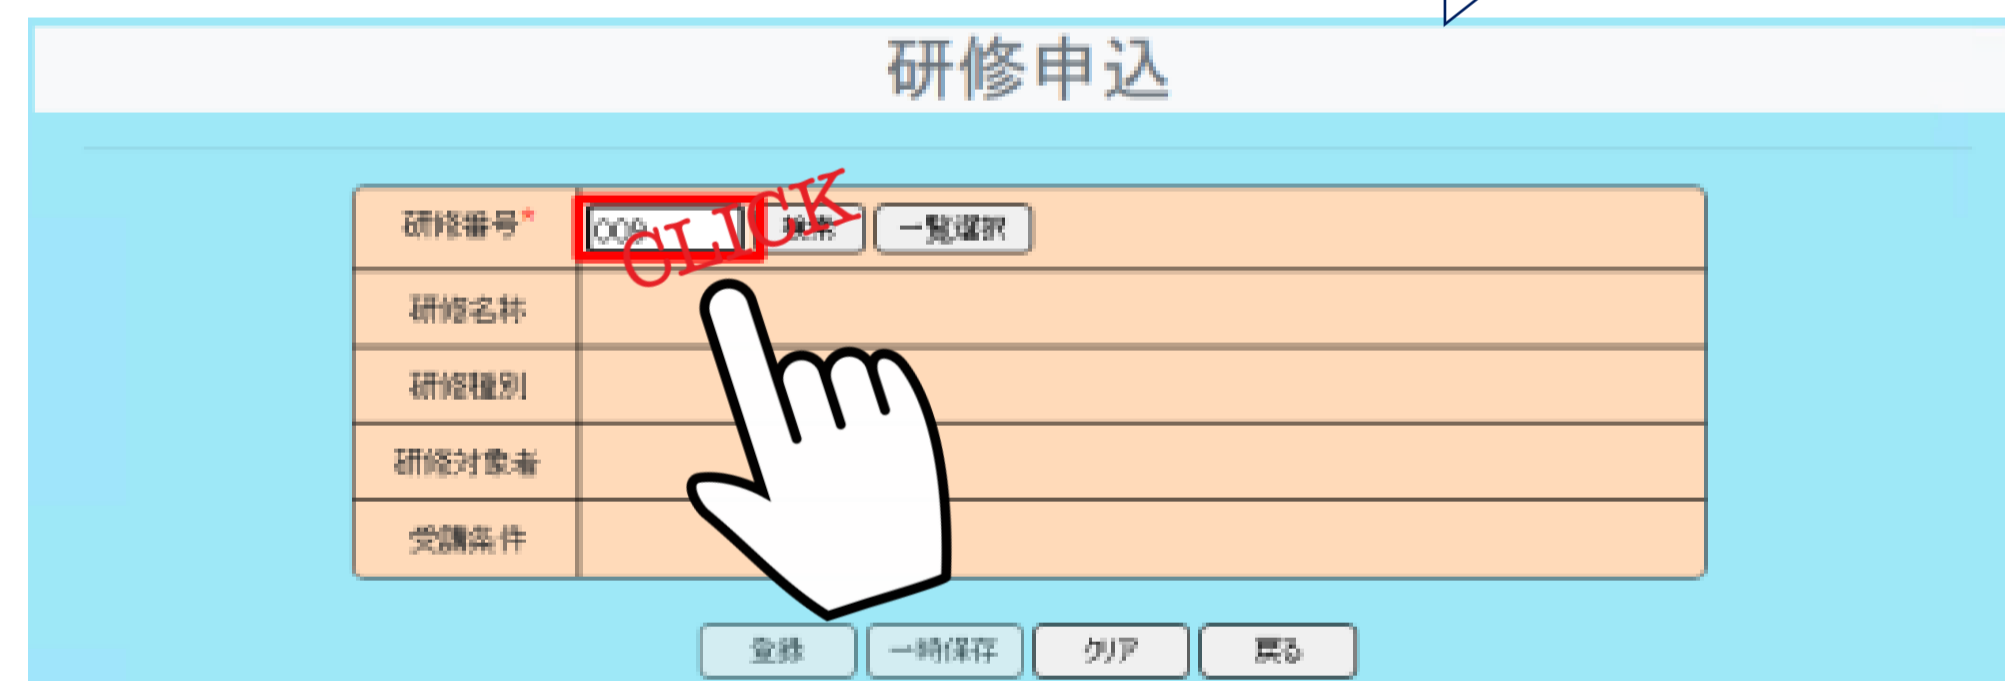 研修申込
研修番号* 009 CLICK 検索 一覧選択
研修名称
研修種別
研修対象者
受講条件
登録 一時保存 クリア 戻る